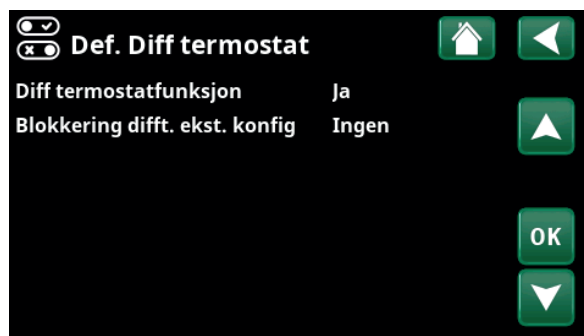 Def. Diff termostat
Diff termostatfunksjon Ja
Blokkering difft. ekst. konfig Ingen
OK